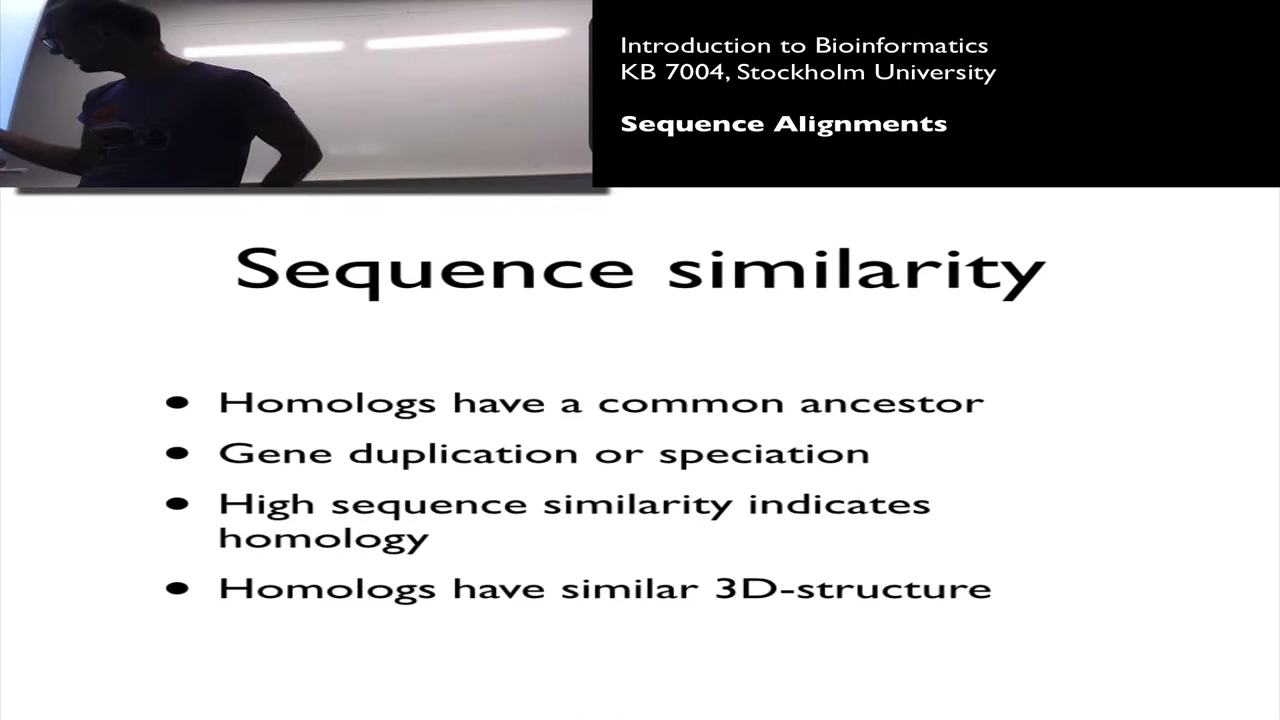 Introduction to Bioinformatics
KB 7004, Stockholm University
Sequence Alignments
Sequence similarity
• Homologs have a common ancestor
• Gene duplication or speciation
• High sequence similarity indicates
homology
• Homologs have similar 3D-structure